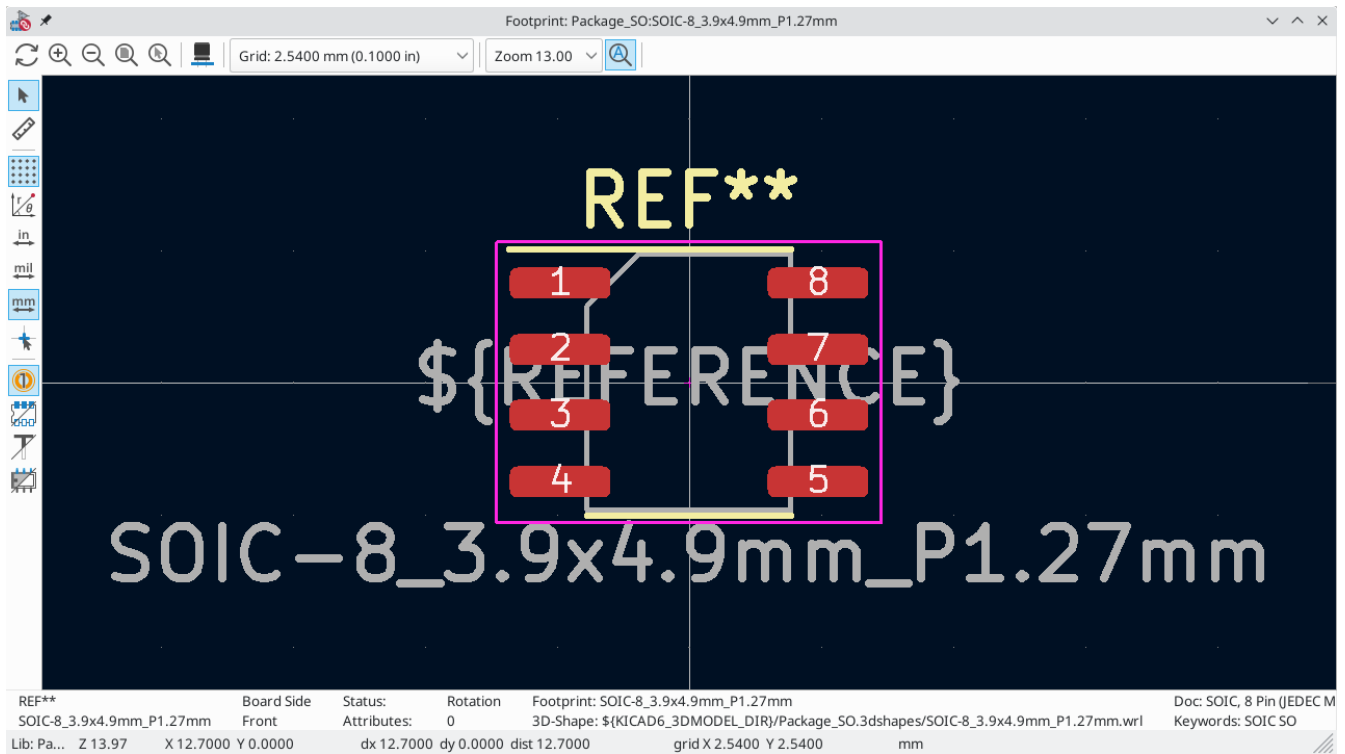 Footprint: Package_SO:SOIC-8_3.9x4.9mm_P1.27mm
Grid: 2.5400 mm (0.1000 in)
Zoom 13.00
A
r/θ
in
mil
mm
REF**
1
8
2
7
${REFERENCE}
3
6
4
5
SOIC-8_3.9x4.9mm_P1.27mm
REF** Board Side Status: Rotation Footprint: SOIC-8_3.9x4.9mm_P1.27mm Doc: SOIC, 8 Pin (JEDEC M
SOIC-8_3.9x4.9mm_P1.27mm Front Attributes: 0 3D-Shape: ${KICAD6_3DMODEL_DIR}/Package_SO.3dshapes/SOIC-8_3.9x4.9mm_P1.27mm.wrl Keywords: SOIC SO
Lib: Pa... Z 13.97 X 12.7000 Y 0.0000 dx 12.7000 dy 0.0000 dist 12.7000 grid X 2.5400 Y 2.5400 mm